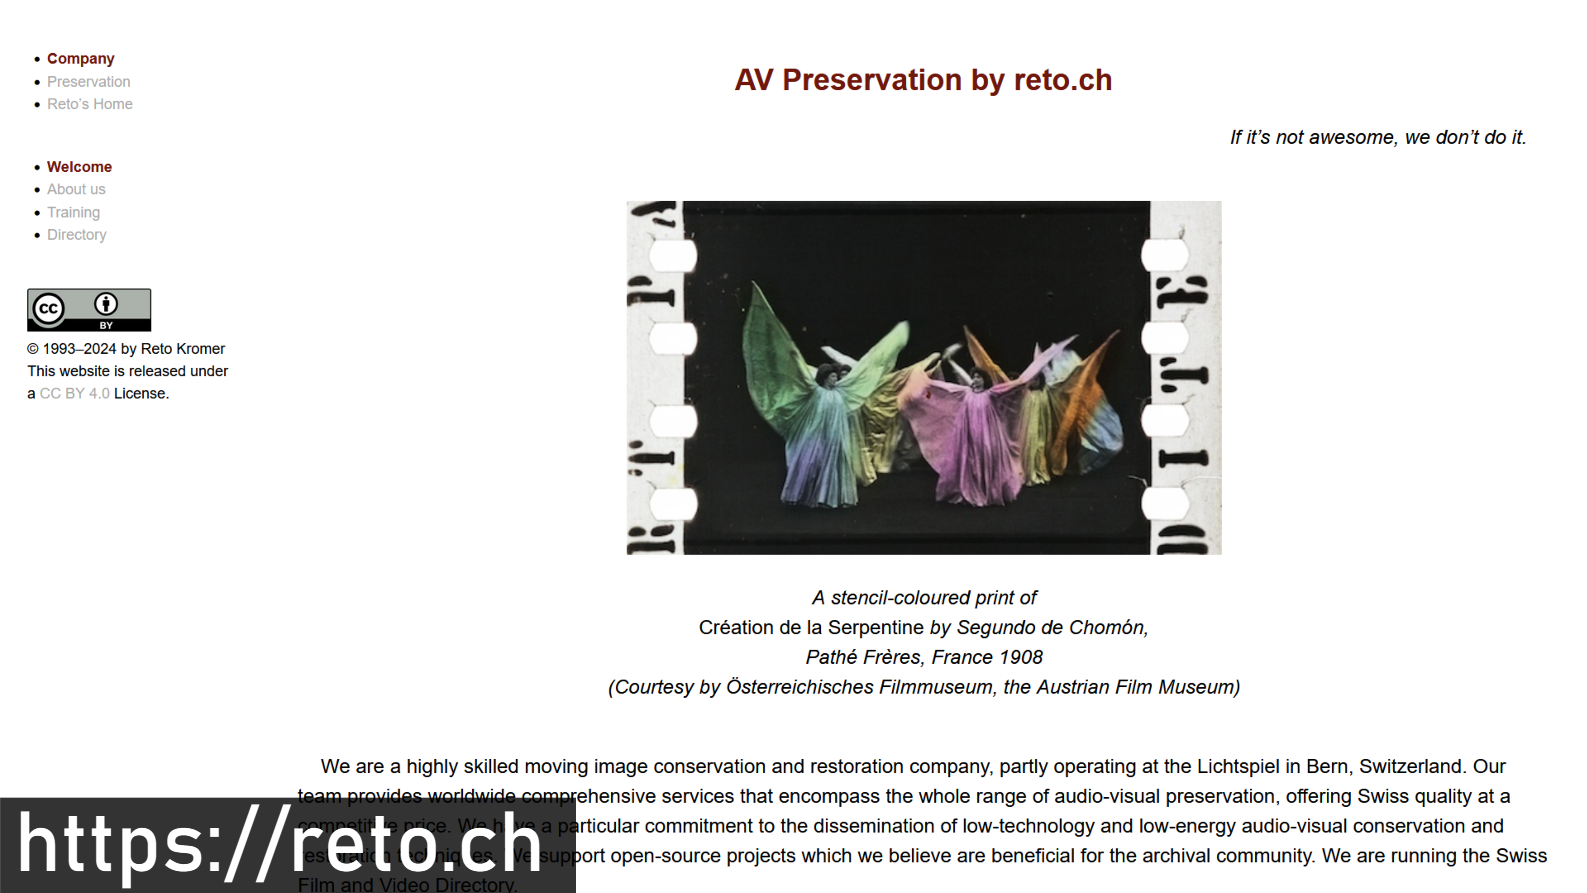 Company
Preservation
Reto’s Home
Welcome
About us
Training
Directory
CC BY
© 1993–2024 by Reto Kromer
This website is released under
a CC BY 4.0 License.
AV Preservation by reto.ch
If it’s not awesome, we don’t do it.
A stencil-coloured print of
Création de la Serpentine by Segundo de Chomón,
Pathé Frères, France 1908
(Courtesy by Österreichisches Filmmuseum, the Austrian Film Museum)
We are a highly skilled moving image conservation and restoration company, partly operating at the Lichtspiel in Bern, Switzerland. Our
team provides worldwide comprehensive services that encompass the whole range of audio-visual preservation, offering Swiss quality at a
competitive price. We have a particular commitment to the dissemination of low-technology and low-energy audio-visual conservation and
restoration techniques. We support open-source projects which we believe are beneficial for the archival community. We are running the Swiss
Film and Video Directory.
https://reto.ch